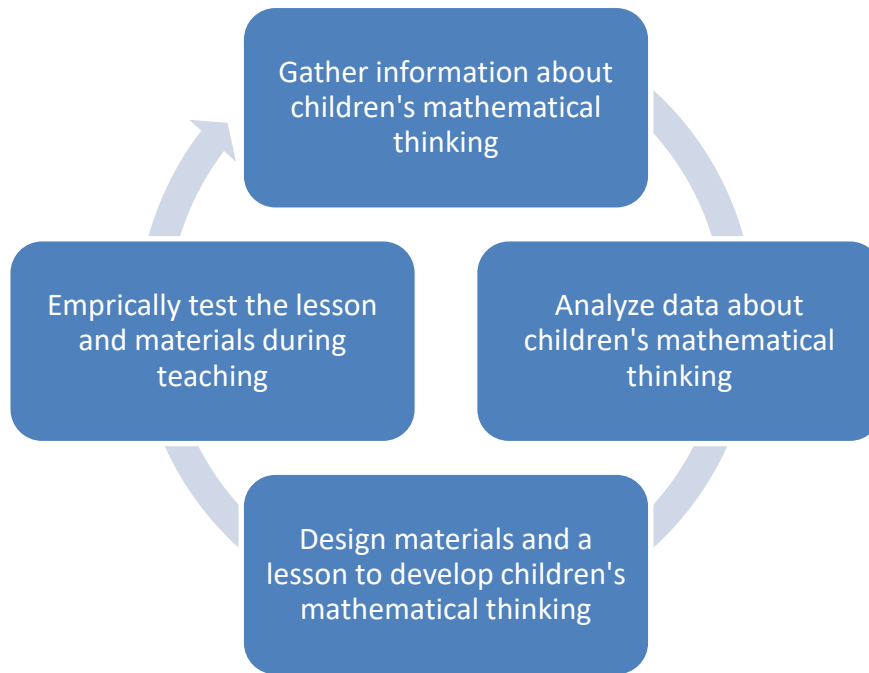 Gather information about
children's mathematical
thinking
Analyze data about
children's mathematical
thinking
Design materials and a
lesson to develop children's
mathematical thinking
Emprically test the lesson
and materials during
teaching